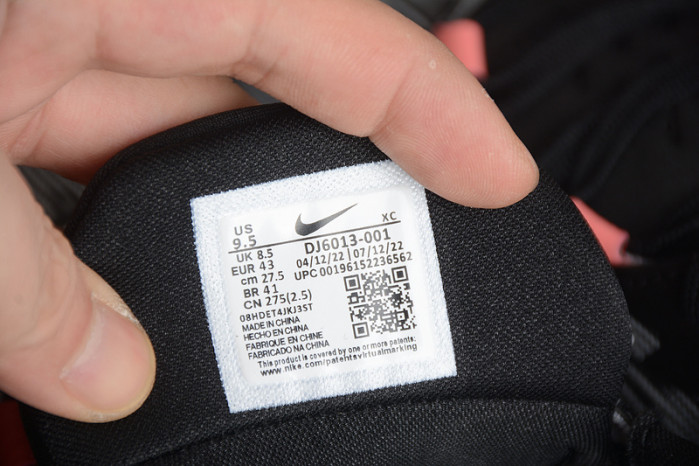 US
9.5
XC
UK 8.5
DJ6013-001
EUR 43
04/12/22 | 07/12/22
cm 27.5
UPC 00196152236562
BR 41
CN 275(2.5)
08HDET4JKJ3ST
MADE IN CHINA
HECHO EN CHINA
FABRIQUE EN CHINE
FABRICADO NA CHINA
This product is covered by one or more patents:
www.nike.com/patentsvirtualmarking